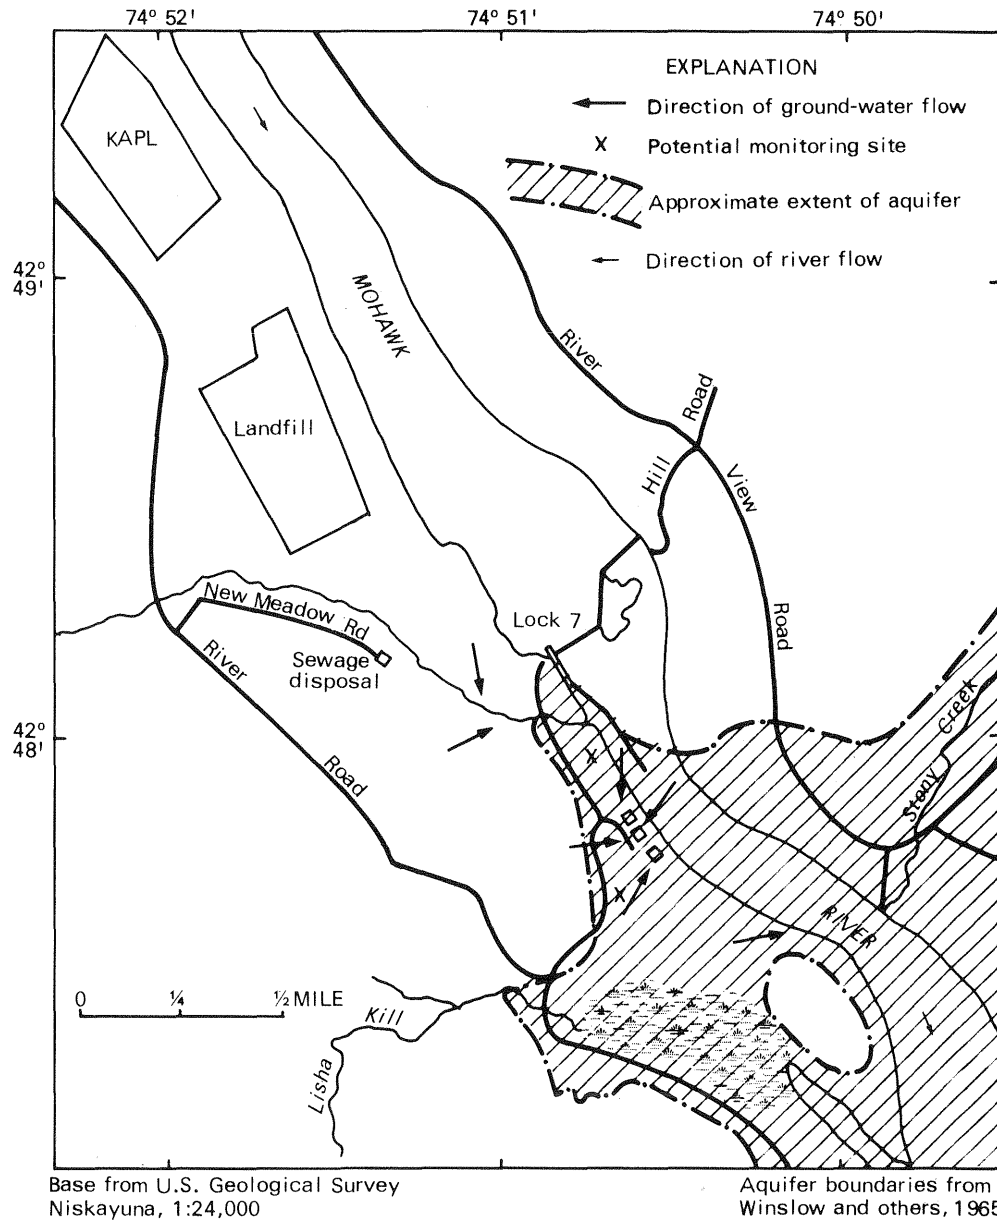 74° 52'
74° 51'
74° 50'
EXPLANATION
Direction of ground-water flow
X Potential monitoring site
Approximate extent of aquifer
Direction of river flow
KAPL
42°
49'
MOHAWK
River
Road
Hill
View
Road
Landfill
New Meadow Rd
Lock 7
Sewage
disposal
River
Road
42°
48'
X
X
Stony Creek
RIVER
0 ¼ ½ MILE
Kill
Lisha
Base from U.S. Geological Survey
Niskayuna, 1:24,000
Aquifer boundaries from
Winslow and others, 1965